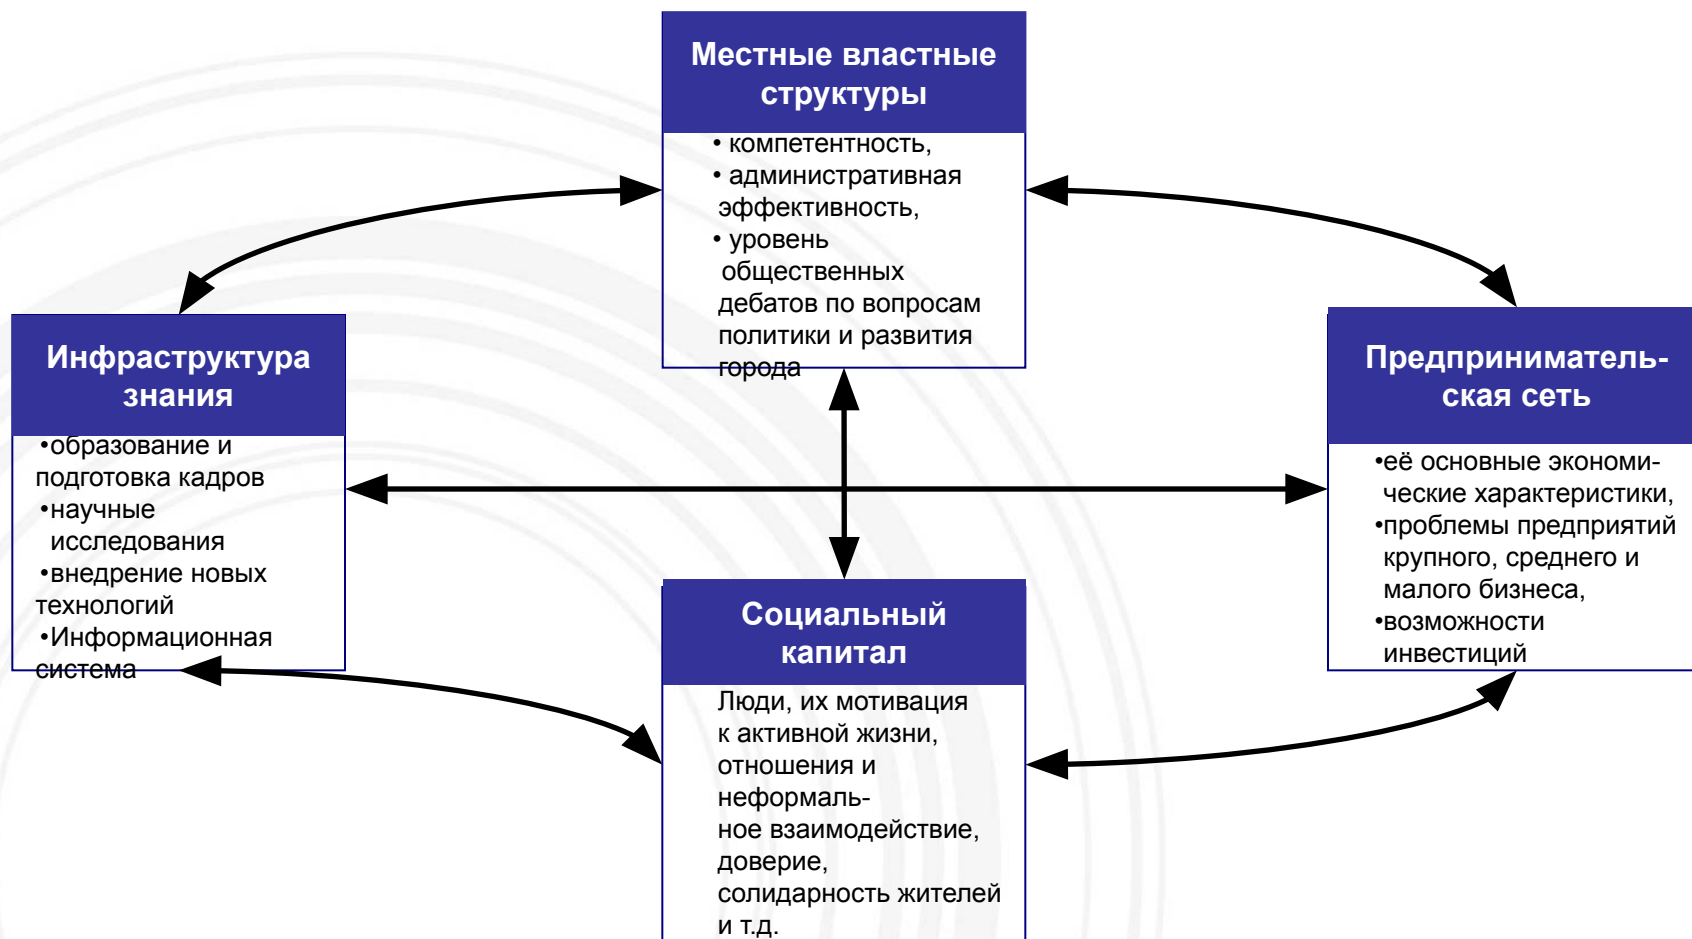 Местные властные
структуры
• компетентность,
• административная
эффективность,
• уровень
общественных
дебатов по вопросам
политики и развития
города
Инфраструктура
знания
•образование и
подготовка кадров
•научные
исследования
•внедрение новых
технологий
•Информационная
система
Предприниматель-
ская сеть
•её основные экономи-
ческие характеристики,
•проблемы предприятий
крупного, среднего и
малого бизнеса,
•возможности
инвестиций
Социальный
капитал
Люди, их мотивация
к активной жизни,
отношения и
неформаль-
ное взаимодействие,
доверие,
солидарность жителей
и т.д.